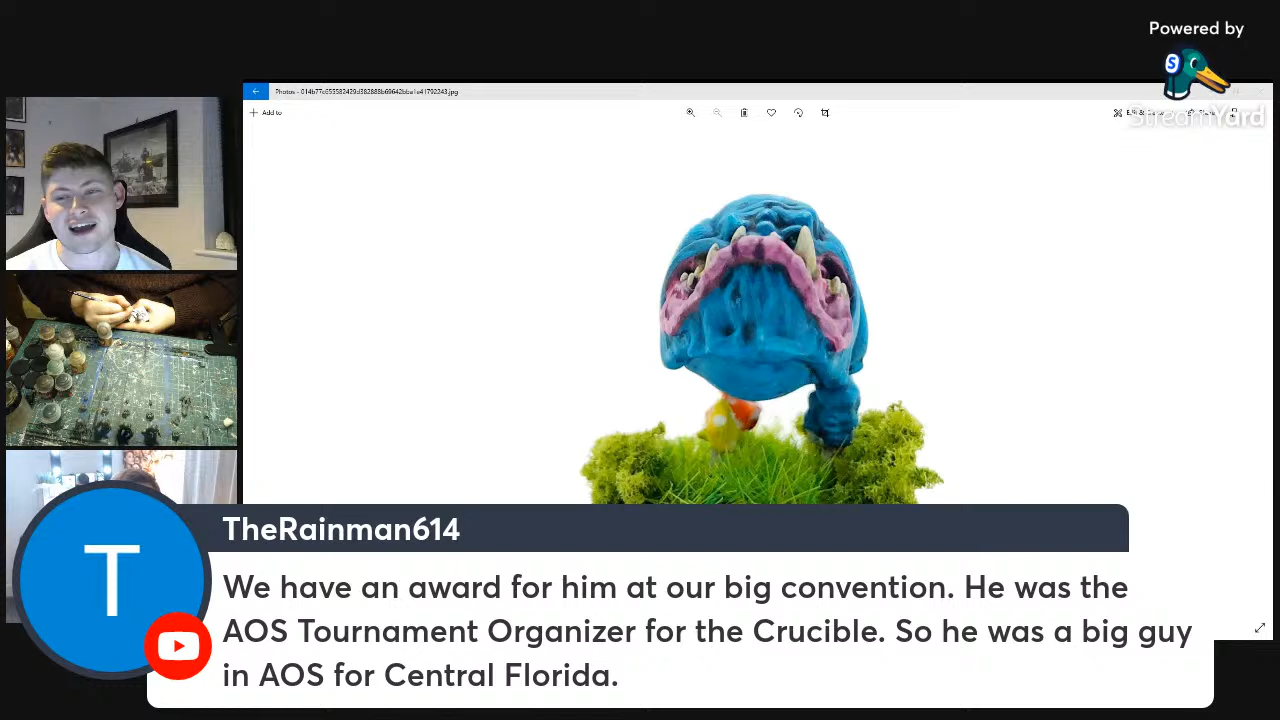 Powered by
StreamYard
Add to
TheRainman614
We have an award for him at our big convention. He was the
AOS Tournament Organizer for the Crucible. So he was a big guy
in AOS for Central Florida.
T
S